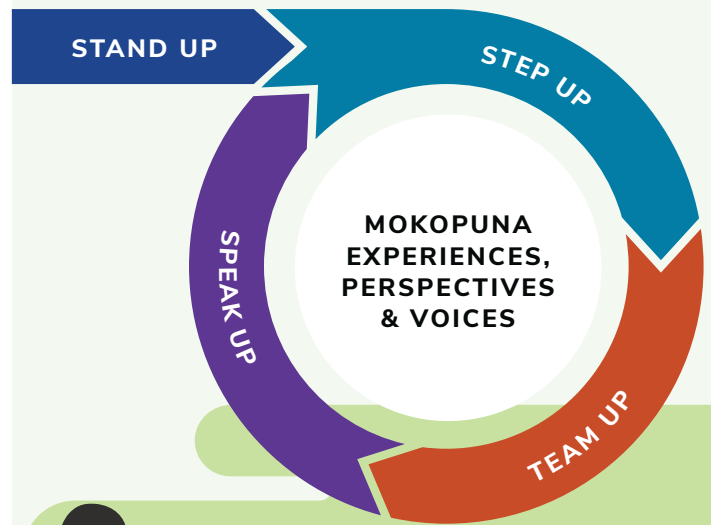 STAND UP
STEP UP
MOKOPUNA
EXPERIENCES,
PERSPECTIVES
& VOICES
SPEAK UP
TEAM UP